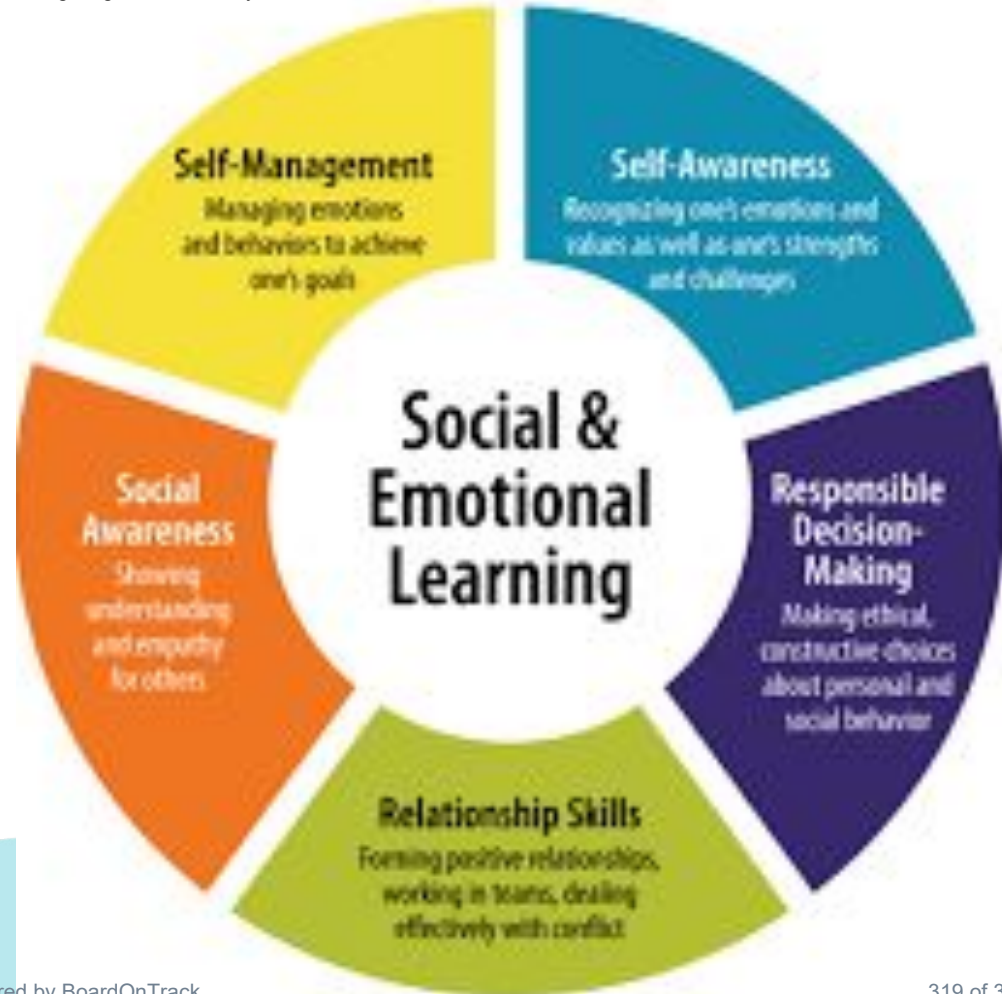 Self-Management
Managing emotions
and behaviors to achieve
one's goals
Self-Awareness
Recognizing one's emotions and
values as well as one's strengths
and challenges
Social &
Emotional
Learning
Social
Awareness
Showing
understanding
and empathy
for others
Responsible
Decision-
Making
Making ethical,
constructive choices
about personal and
social behavior
Relationship Skills
Forming positive relationships,
working in teams, dealing
effectively with conflict
by BoardOnTrack
319 of